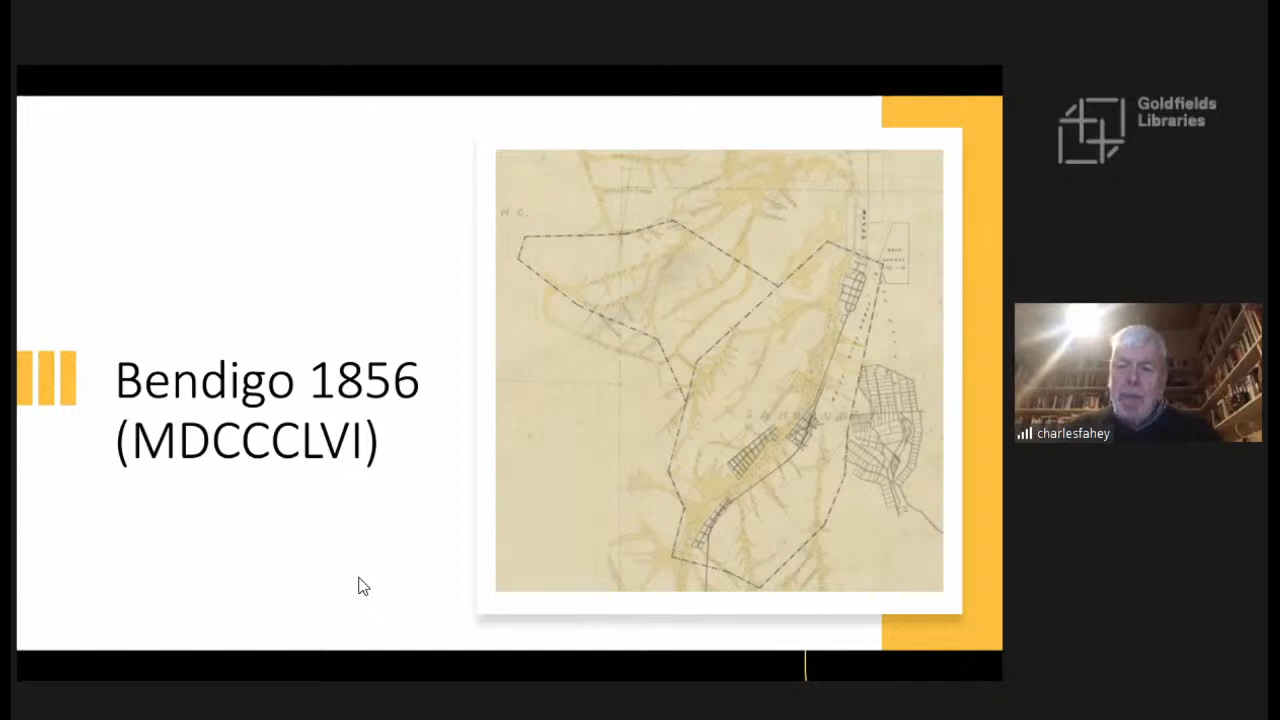 Bendigo 1856
(MDCCCLVI)
Goldfields
Libraries
charlesfahey